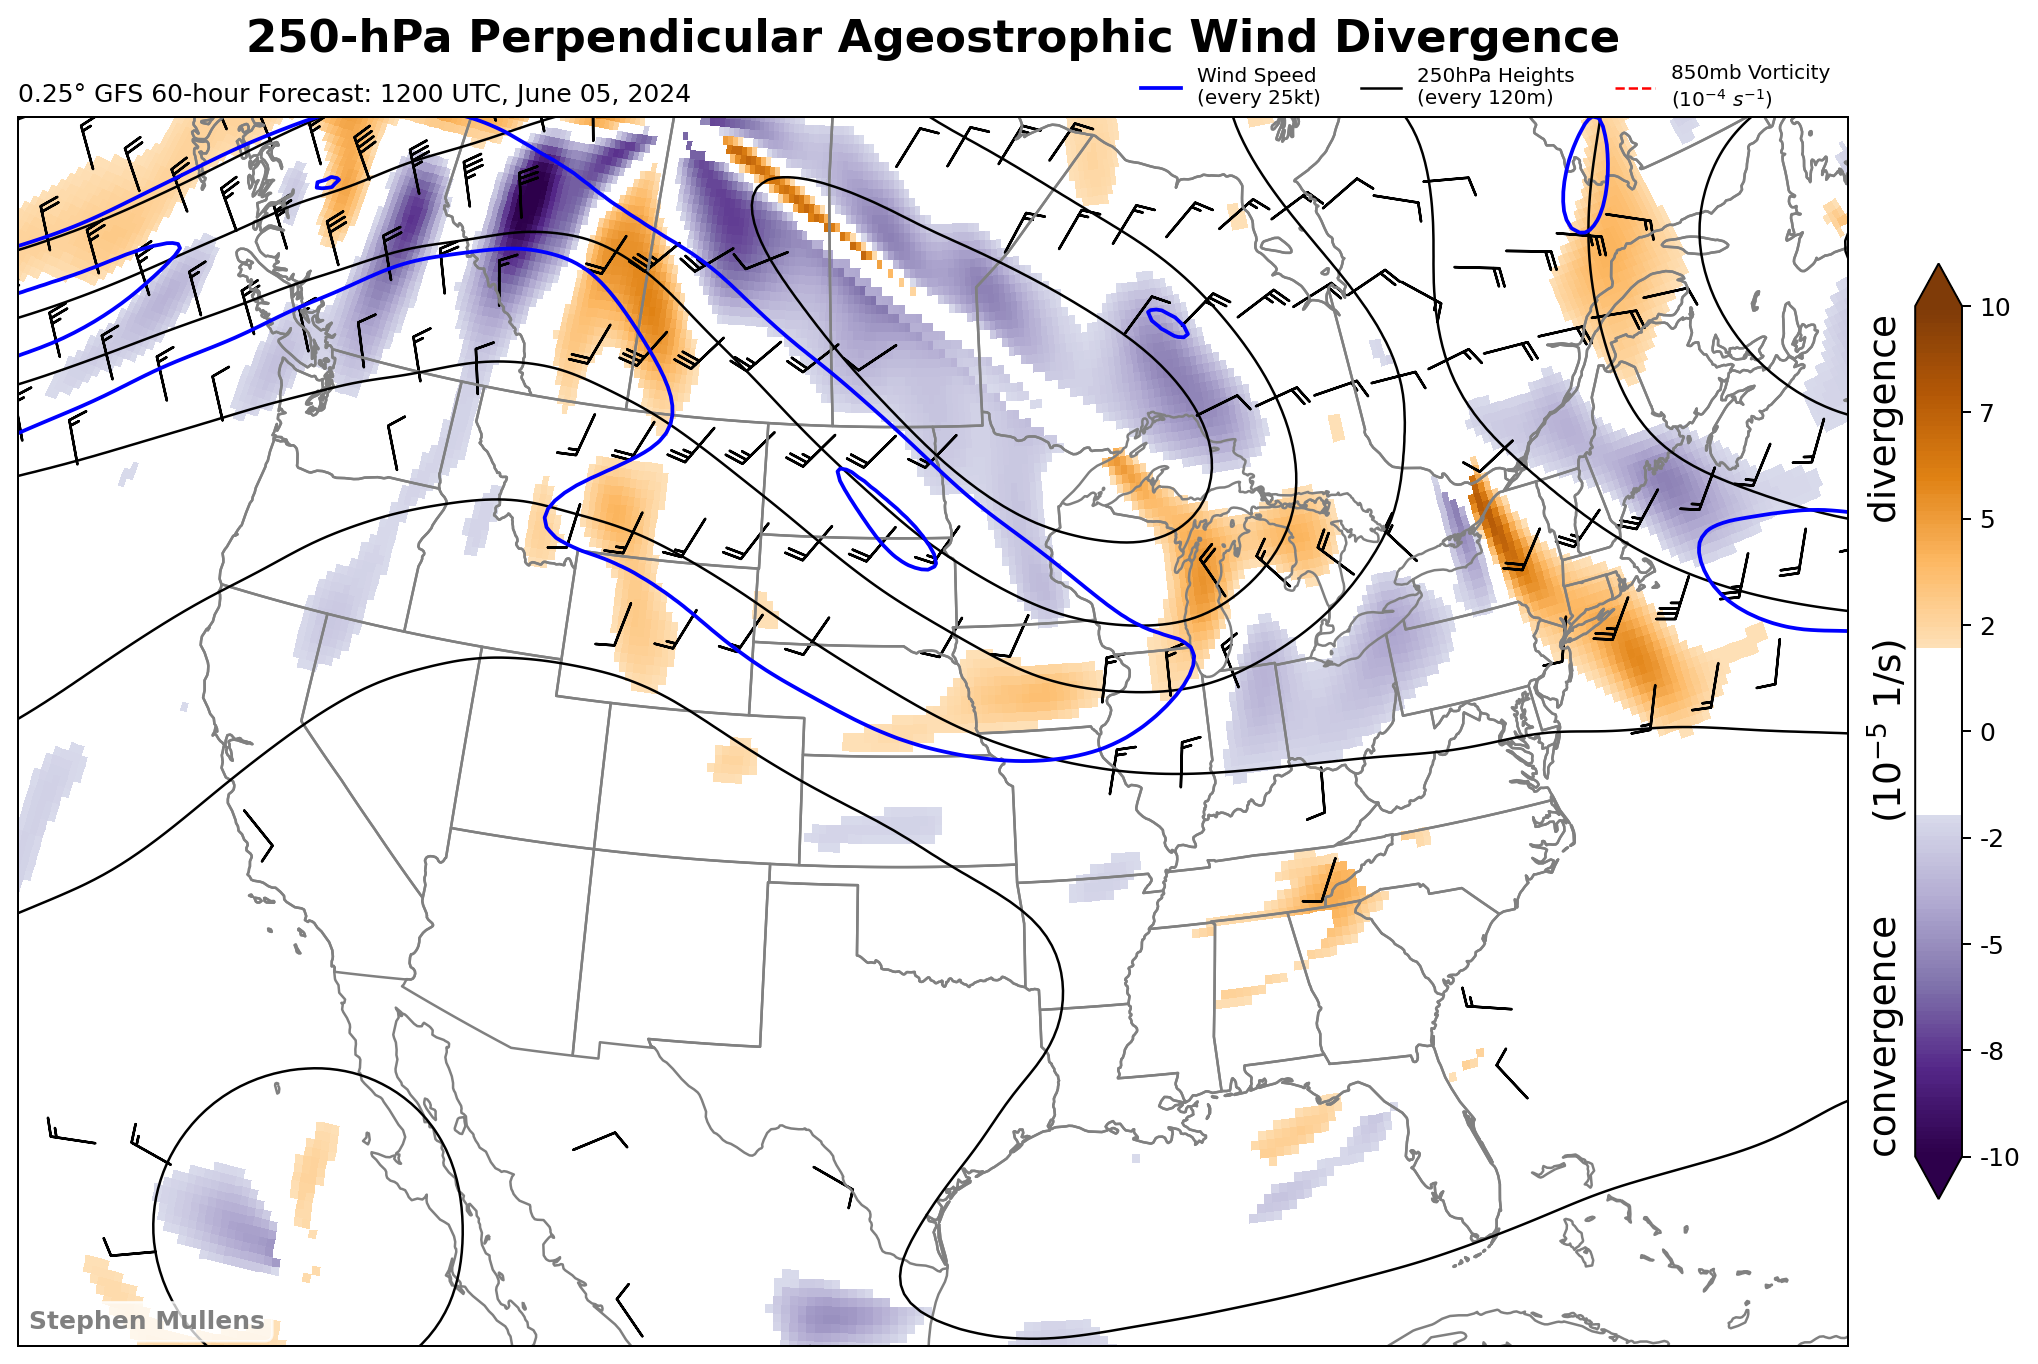 250-hPa Perpendicular Ageostrophic Wind Divergence
0.25° GFS 60-hour Forecast: 1200 UTC, June 05, 2024
Wind Speed
(every 25kt)
250hPa Heights
(every 120m)
850mb Vorticity
(10⁻⁴ s⁻¹)
10
7
5
2
0
-2
-5
-8
-10
convergence (10⁻⁵ 1/s) divergence
Stephen Mullens